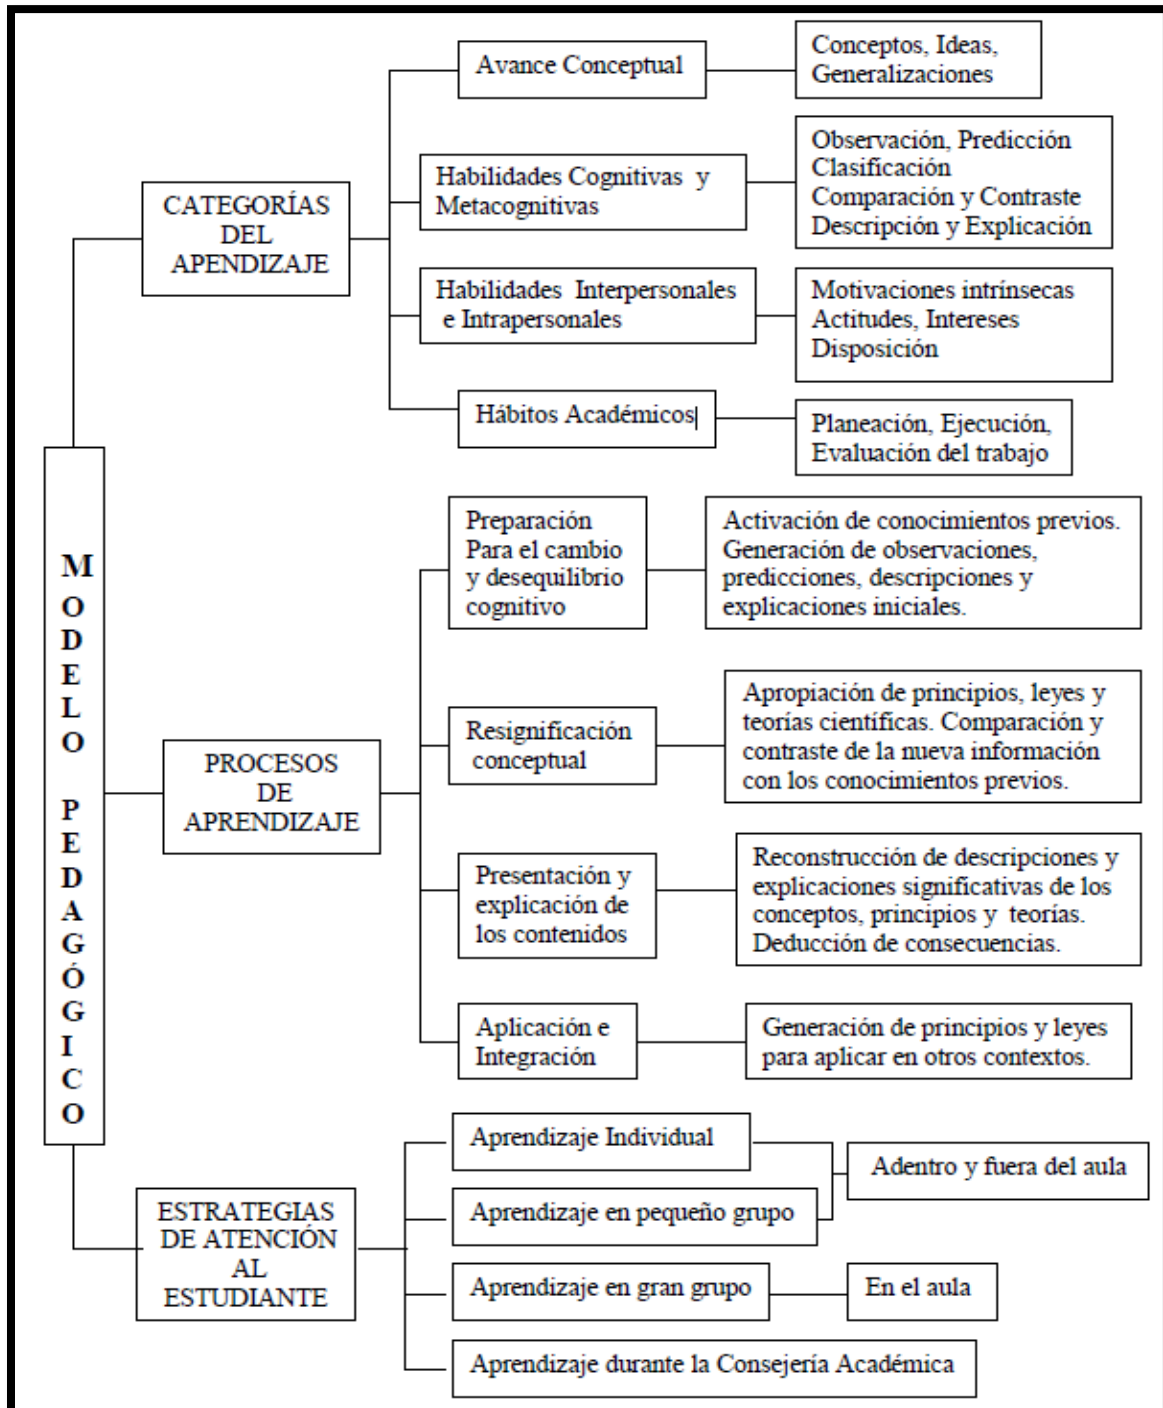 MODELO PEDAGÓGICO
CATEGORÍAS
DEL
APENDIZAJE
Avance Conceptual
Conceptos, Ideas,
Generalizaciones
Habilidades Cognitivas y
Metacognitivas
Observación, Predicción
Clasificación
Comparación y Contraste
Descripción y Explicación
Habilidades Interpersonales
e Intrapersonales
Motivaciones intrínsecas
Actitudes, Intereses
Disposición
Hábitos Académicos
Planeación, Ejecución,
Evaluación del trabajo
PROCESOS
DE
APRENDIZAJE
Preparación
Para el cambio
y desequilibrio
cognitivo
Activación de conocimientos previos.
Generación de observaciones,
predicciones, descripciones y
explicaciones iniciales.
Resignificación
conceptual
Apropiación de principios, leyes y
teorías científicas. Comparación y
contraste de la nueva información
con los conocimientos previos.
Presentación y
explicación de
los contenidos
Reconstrucción de descripciones y
explicaciones significativas de los
conceptos, principios y teorías.
Deducción de consecuencias.
Aplicación e
Integración
Generación de principios y leyes
para aplicar en otros contextos.
ESTRATEGIAS
DE ATENCIÓN
AL
ESTUDIANTE
Aprendizaje Individual
Aprendizaje en pequeño grupo
Adentro y fuera del aula
Aprendizaje en gran grupo
En el aula
Aprendizaje durante la Consejería Académica